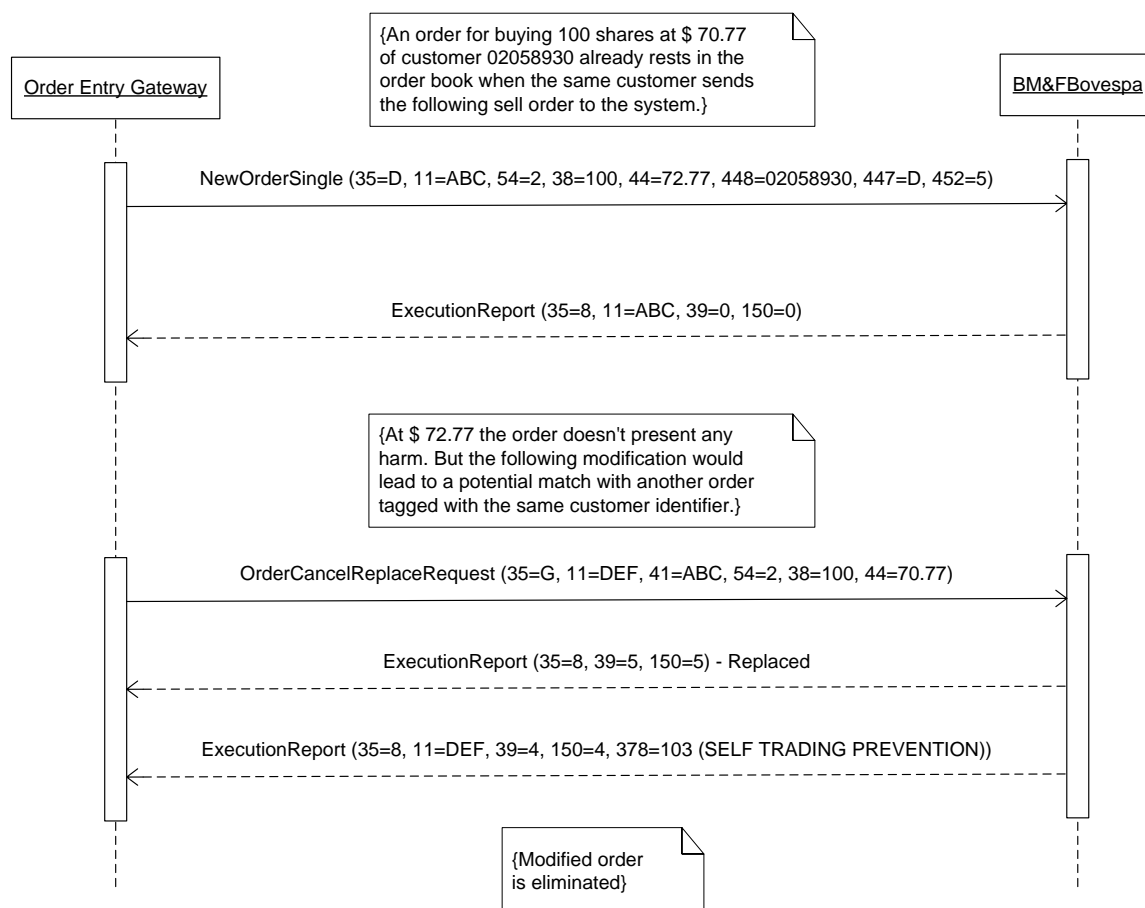 {An order for buying 100 shares at $ 70.77
of customer 02058930 already rests in the
order book when the same customer sends
the following sell order to the system.}
Order Entry Gateway
BM&FBovespa
NewOrderSingle (35=D, 11=ABC, 54=2, 38=100, 44=72.77, 448=02058930, 447=D, 452=5)
ExecutionReport (35=8, 11=ABC, 39=0, 150=0)
{At $ 72.77 the order doesn't present any
harm. But the following modification would
lead to a potential match with another order
tagged with the same customer identifier.}
OrderCancelReplaceRequest (35=G, 11=DEF, 41=ABC, 54=2, 38=100, 44=70.77)
ExecutionReport (35=8, 39=5, 150=5) - Replaced
ExecutionReport (35=8, 11=DEF, 39=4, 150=4, 378=103 (SELF TRADING PREVENTION))
{Modified order
is eliminated}